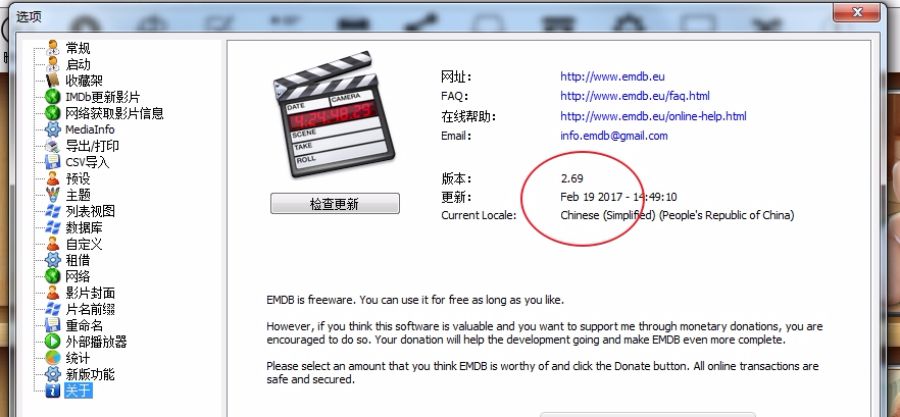 选项
常规
启动
收藏架
IMDb更新影片
网络获取影片信息
MediaInfo
导出/打印
CSV导入
预设
主题
列表视图
数据库
自定义
租借
网络
影片封面
片名前缀
重命名
外部播放器
统计
新版功能
关于
DATE CAMERA
4:24:48:29
SCENE
TAKE
ROLL
检查更新
网址: http://www.emdb.eu
FAQ: http://www.emdb.eu/faq.html
在线帮助: http://www.emdb.eu/online-help.html
Email: info.emdb@gmail.com
版本: 2.69
更新: Feb 19 2017 - 14:49:10
Current Locale: Chinese (Simplified) (People's Republic of China)
EMDB is freeware. You can use it for free as long as you like.
However, if you think this software is valuable and you want to support me through monetary donations, you are
encouraged to do so. Your donation will help the development going and make EMDB even more complete.
Please select an amount that you think EMDB is worthy of and click the Donate button. All online transactions are
safe and secured.